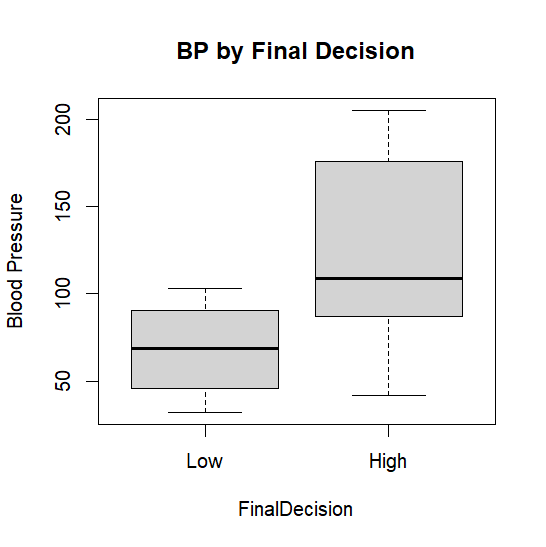 BP by Final Decision
Blood Pressure
200
150
100
50
Low High
FinalDecision